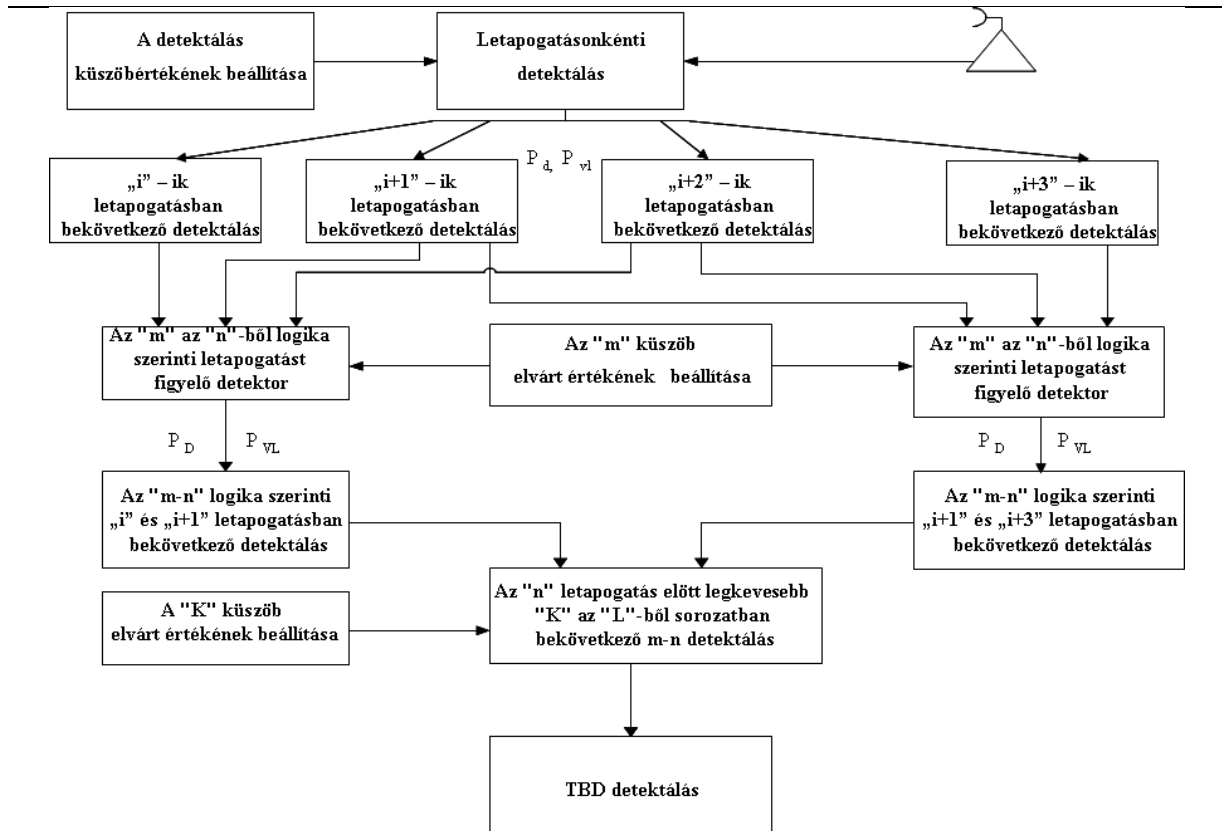 A detektálás
küszöbértékének beállítása
Letapogatásonkénti
detektálás
P d, P vl
„i” – ik
letapogatásban
bekövetkező detektálás
„i+1” – ik
letapogatásban
bekövetkező detektálás
„i+2” – ik
letapogatásban
bekövetkező detektálás
„i+3” – ik
letapogatásban
bekövetkező detektálás
Az "m" az "n"-ből logika
szerinti letapogatást
figyelő detektor
Az "m" küszöb
elvárt értékének beállítása
Az "m" az "n"-ből logika
szerinti letapogatást
figyelő detektor
P D P VL
P D P VL
Az "m-n" logika szerinti
„i” és „i+1” letapogatásban
bekövetkező detektálás
Az "m-n" logika szerinti
„i+1” és „i+3” letapogatásban
bekövetkező detektálás
A "K" küszöb
elvárt értékének beállítása
Az "n" letapogatás előtt legkevesebb
"K" az "L"-ből sorozatban
bekövetkező m-n detektálás
TBD detektálás